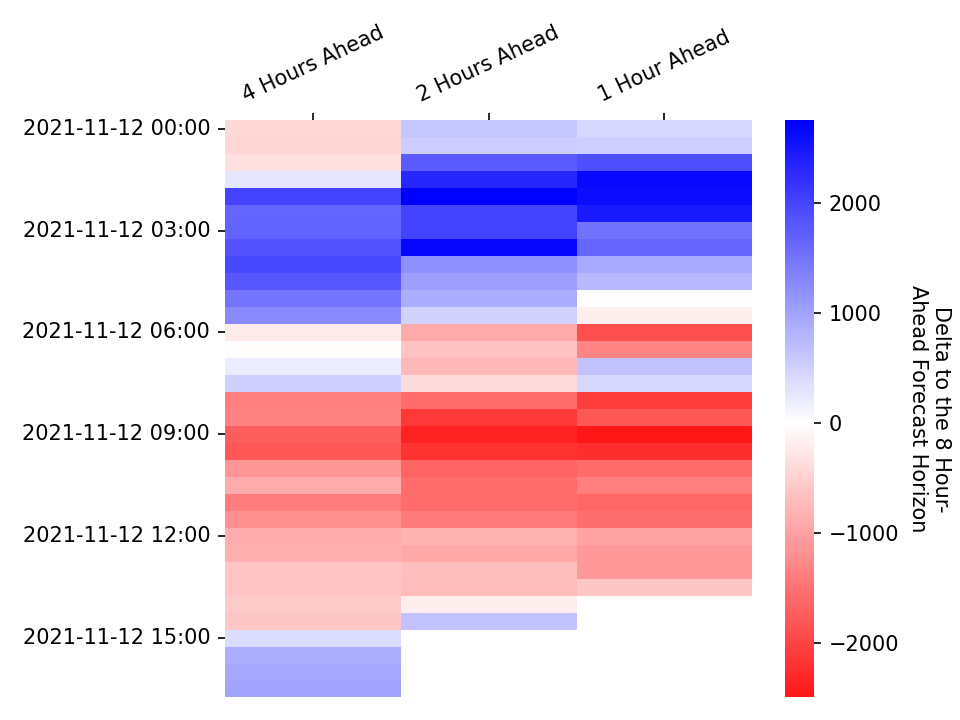 4 Hours Ahead
2 Hours Ahead
1 Hour Ahead
2021-11-12 00:00
2021-11-12 03:00
2021-11-12 06:00
2021-11-12 09:00
2021-11-12 12:00
2021-11-12 15:00
2000
1000
0
−1000
−2000
Delta to the 8 Hour-
Ahead Forecast Horizon